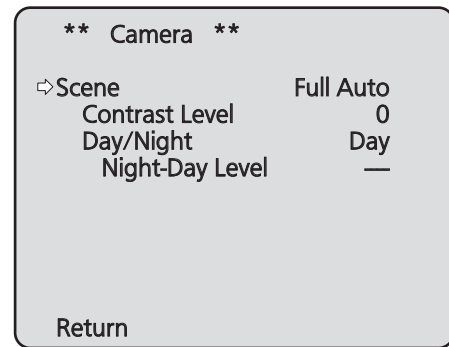 ** Camera **
⇨Scene Full Auto
Contrast Level 0
Day/Night Day
Night-Day Level —
Return